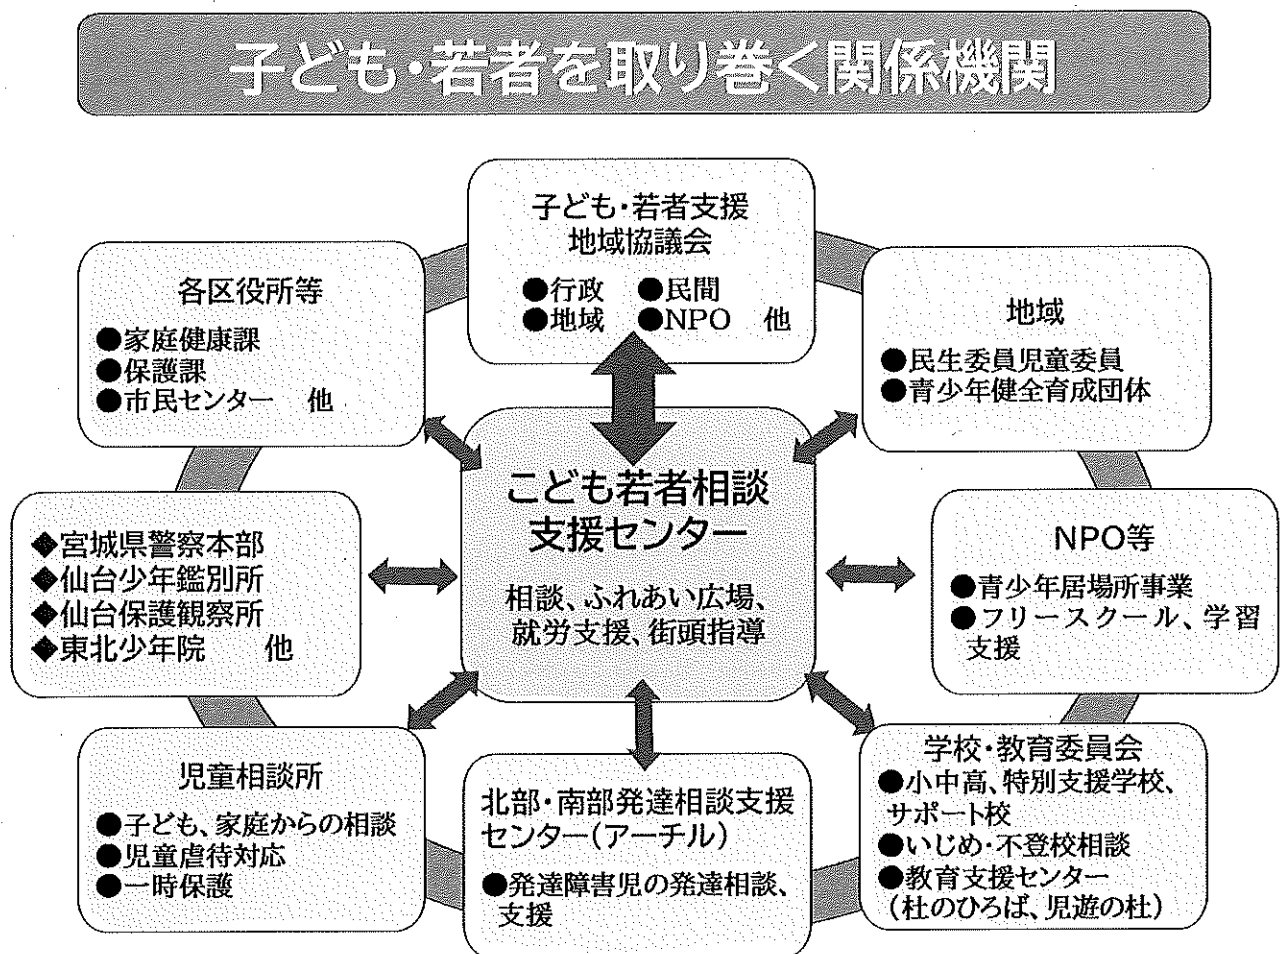 子ども・若者を取り巻く関係機関
子ども・若者支援
地域協議会
●行政 ●民間
●地域 ●NPO 他
各区役所等
●家庭健康課
●保護課
●市民センター 他
地域
●民生委員児童委員
●青少年健全育成団体
こども若者相談
支援センター
相談、ふれあい広場、
就労支援、街頭指導
◆宮城県警察本部
◆仙台少年鑑別所
◆仙台保護観察所
◆東北少年院 他
NPO等
●青少年居場所事業
●フリースクール、学習
支援
児童相談所
●子ども、家庭からの相談
●児童虐待対応
●一時保護
北部・南部発達相談支援
センター(アーチル)
●発達障害児の発達相談、
支援
学校・教育委員会
●小中高、特別支援学校、
サポート校
●いじめ・不登校相談
●教育支援センター
(杜のひろば、児遊の杜)